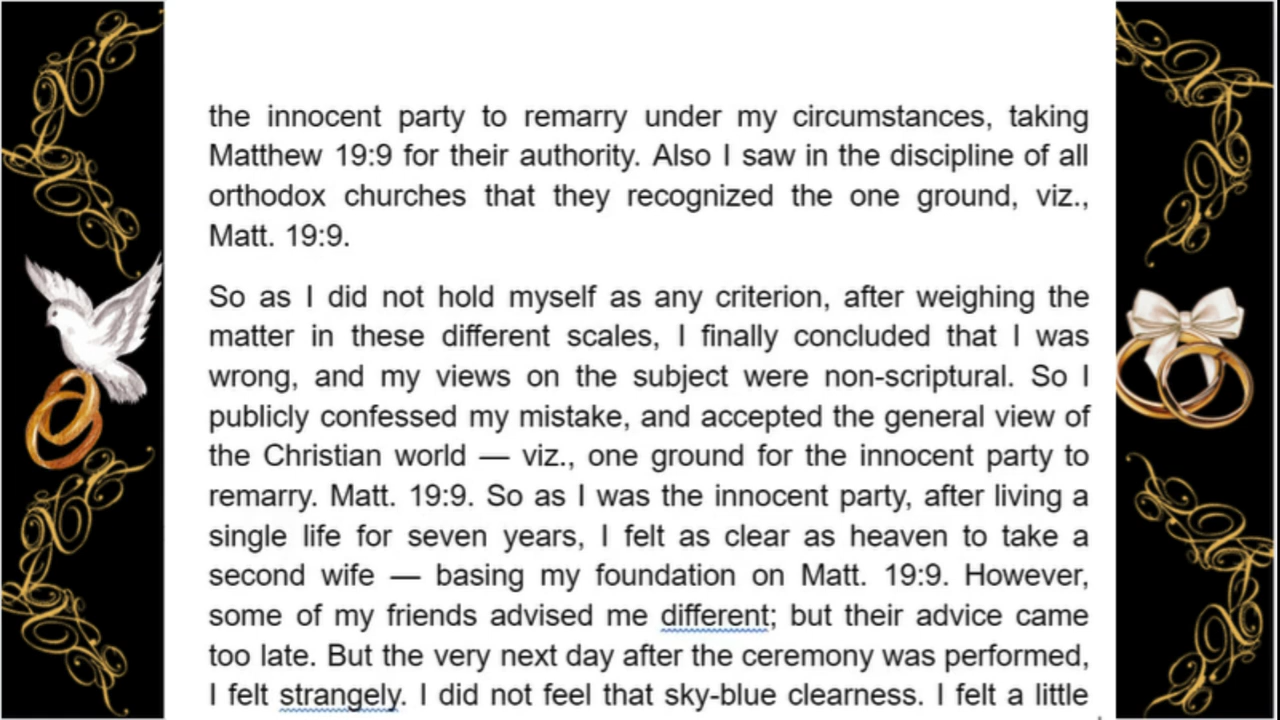 the innocent party to remarry under my circumstances, taking
Matthew 19:9 for their authority. Also I saw in the discipline of all
orthodox churches that they recognized the one ground, viz.,
Matt. 19:9.
So as I did not hold myself as any criterion, after weighing the
matter in these different scales, I finally concluded that I was
wrong, and my views on the subject were non-scriptural. So I
publicly confessed my mistake, and accepted the general view of
the Christian world — viz., one ground for the innocent party to
remarry. Matt. 19:9. So as I was the innocent party, after living a
single life for seven years, I felt as clear as heaven to take a
second wife — basing my foundation on Matt. 19:9. However,
some of my friends advised me different; but their advice came
too late. But the very next day after the ceremony was performed,
I felt strangely. I did not feel that sky-blue clearness. I felt a little